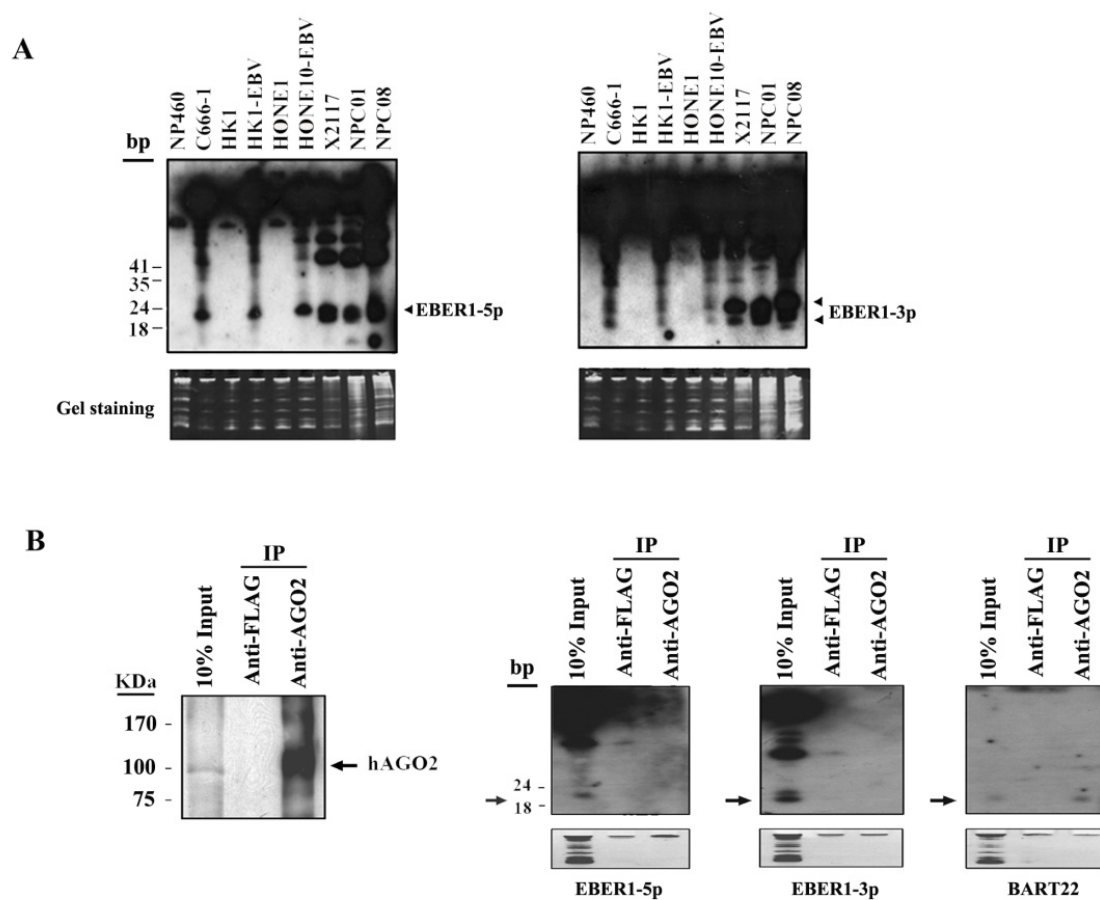 A
NP460
C666-1
HK1
HK1-EBV
HONE1
HONE10-EBV
X2117
NPC01
NPC08
bp
41
35
24
18
EBER1-5p
NP460
C666-1
HK1
HK1-EBV
HONE1
HONE10-EBV
X2117
NPC01
NPC08
EBER1-3p
Gel staining
B
IP
10% Input
Anti-FLAG
Anti-AGO2
KDa
170
100
75
hAGO2
IP
10% Input
Anti-FLAG
Anti-AGO2
bp
24
18
EBER1-5p
IP
10% Input
Anti-FLAG
Anti-AGO2
EBER1-3p
IP
10% Input
Anti-FLAG
Anti-AGO2
BART22